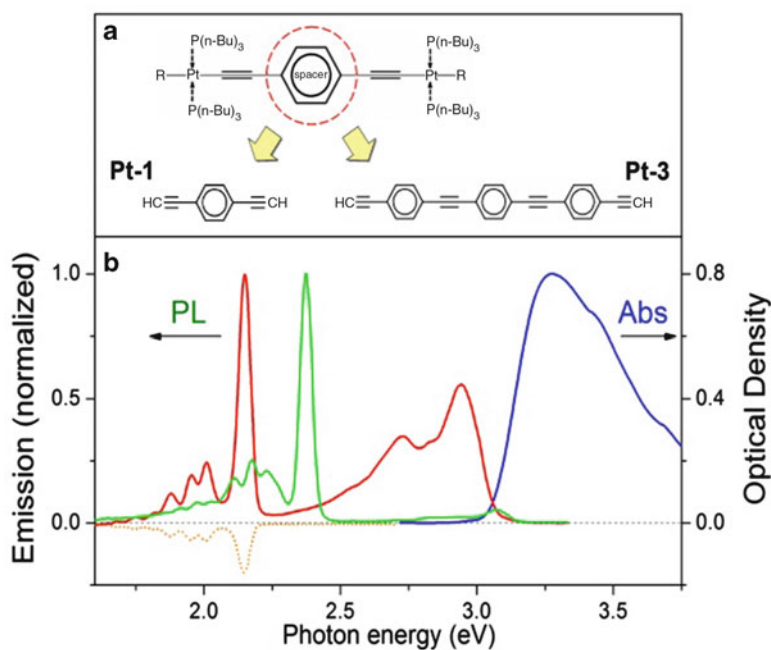 a
P(n-Bu)3 P(n-Bu)3
R Pt spacer Pt R
P(n-Bu)3 P(n-Bu)3
Pt-1 Pt-3
HC CH HC CH
b
1.0 0.8
PL Abs
0.5 0.4
0.0 0.0
2.0 2.5 3.0 3.5
Photon energy (eV)
Emission (normalized)
Optical Density